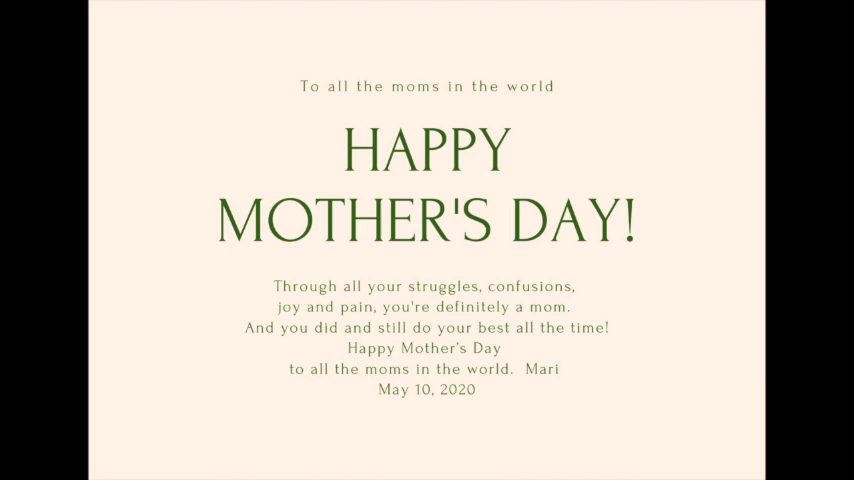 To all the moms in the world
HAPPY
MOTHER'S DAY!
Through all your struggles, confusions,
joy and pain, you're definitely a mom.
And you did and still do your best all the time!
Happy Mother’s Day
to all the moms in the world.  Mari
May 10, 2020